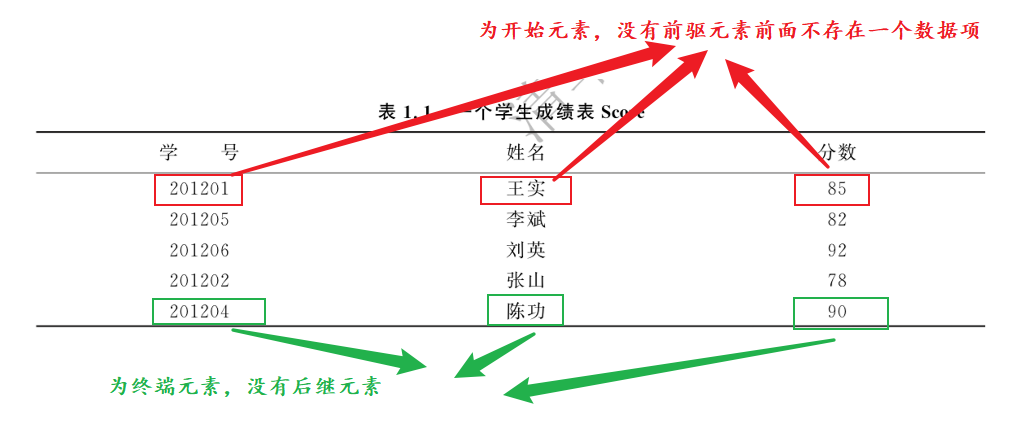 为开始元素，没有前驱元素前面不存在一个数据项
表 1.1 一个学生成绩表 Score
学 号 姓名 分数
201201 王实 85
201205 李斌 82
201206 刘英 92
201202 张山 78
201204 陈功 90
为终端元素，没有后继元素